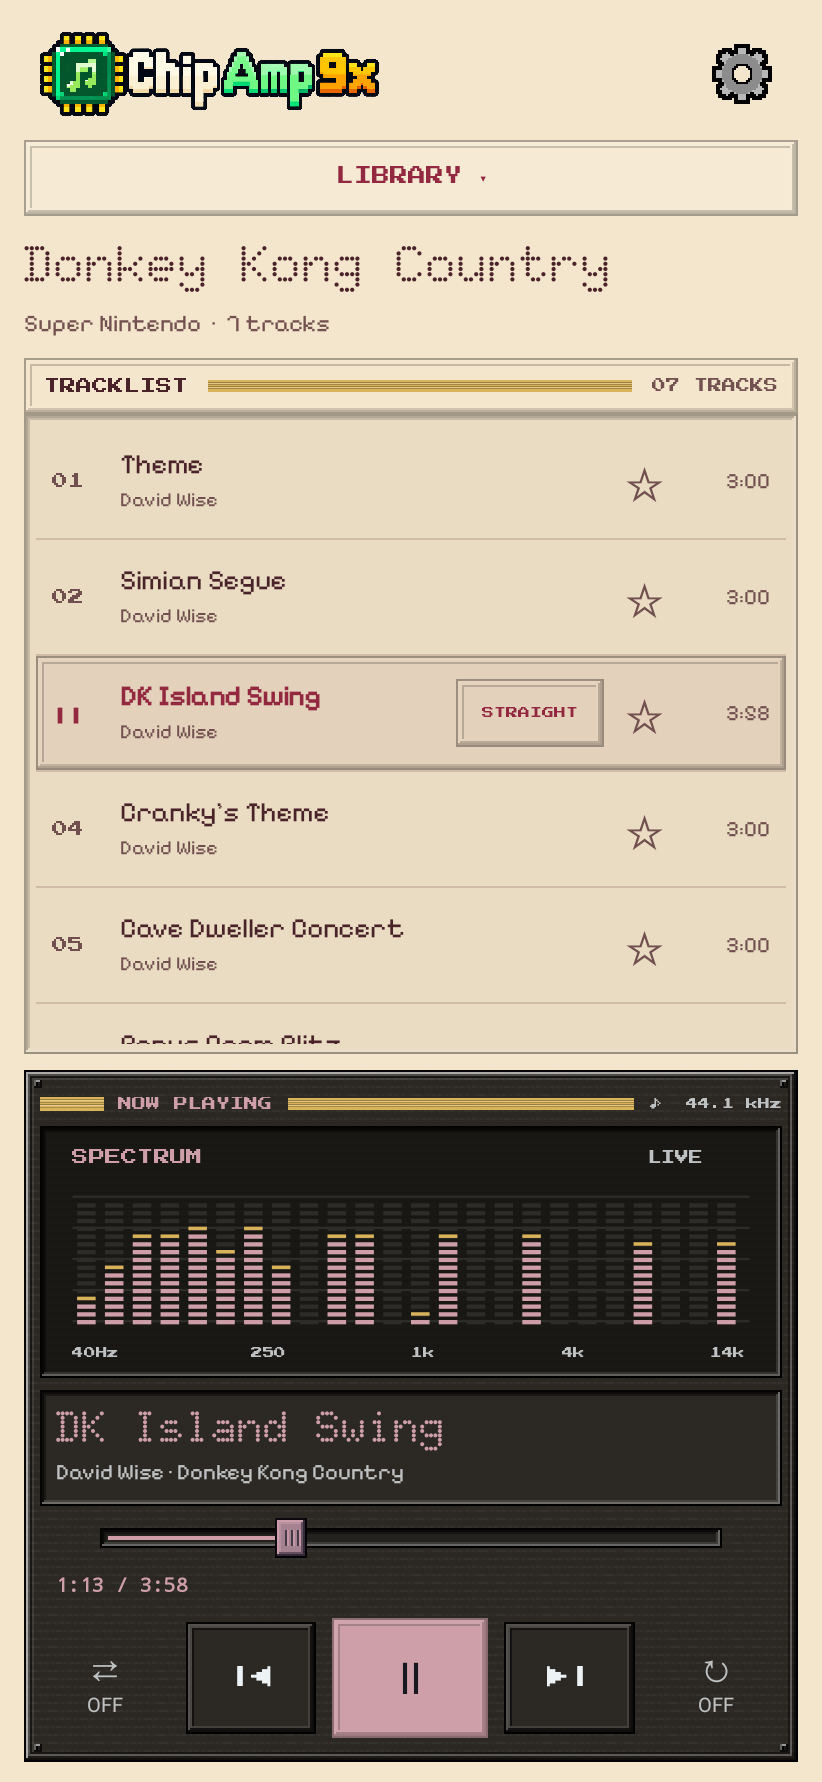 ChipAmp9x
LIBRARY ▾
Donkey Kong Country
Super Nintendo · 7 tracks
TRACKLIST 07 TRACKS
01 Theme 3:00
David Wise
02 Simian Segue 3:00
David Wise
DK Island Swing STRAIGHT 3:58
David Wise
04 Cranky's Theme 3:00
David Wise
05 Cave Dweller Concert 3:00
David Wise
NOW PLAYING ♪ 44.1 kHz
SPECTRUM LIVE
40Hz 250 1k 4k 14k
DK Island Swing
David Wise · Donkey Kong Country
1:13 / 3:58
OFF OFF